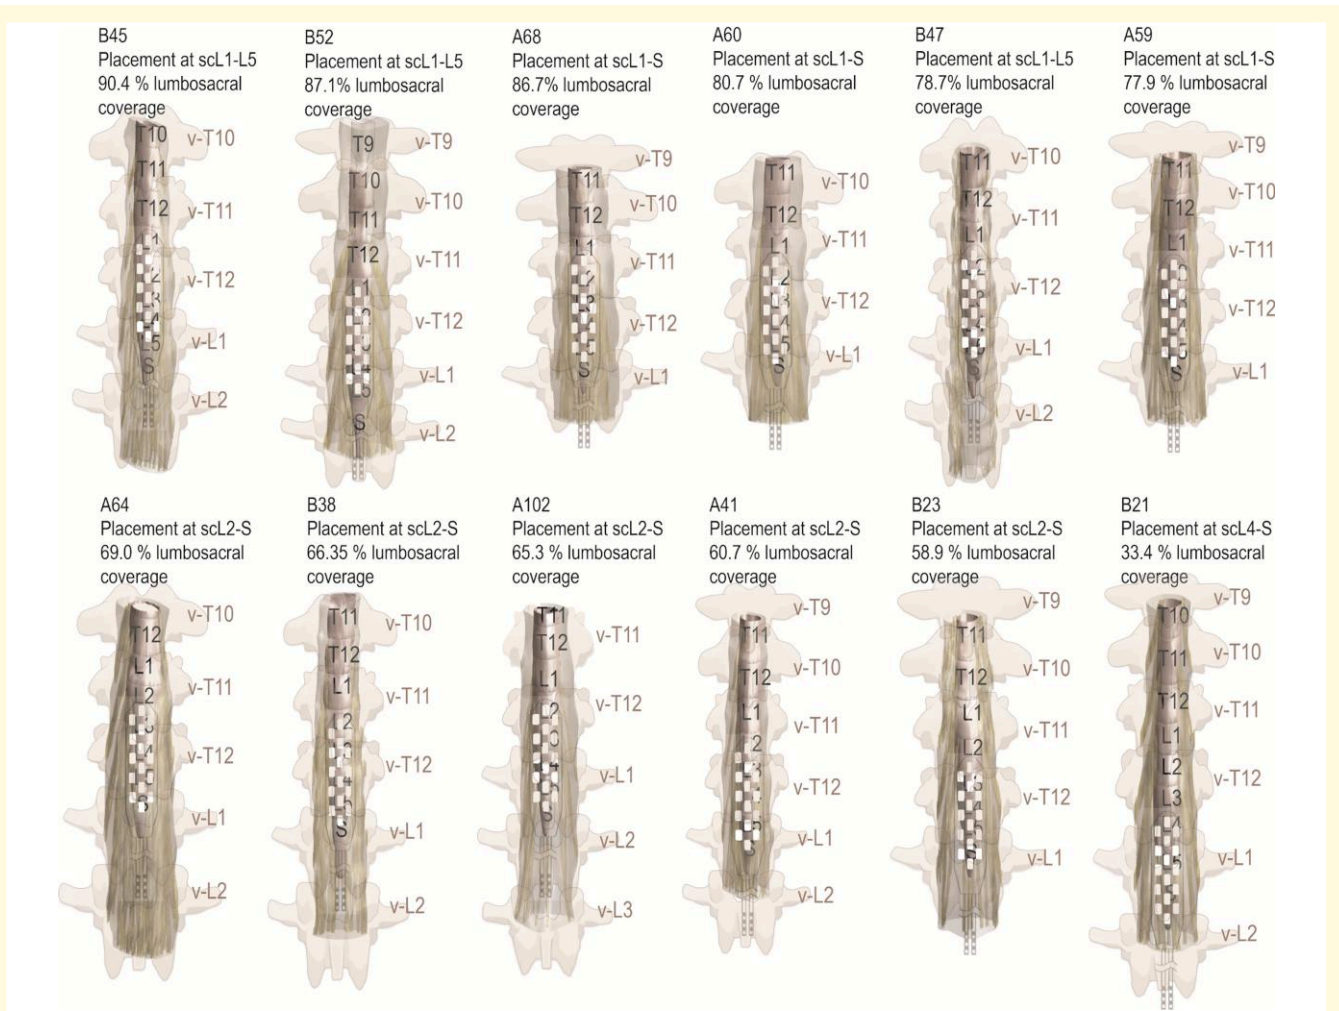 B45
Placement at scL1-L5
90.4 % lumbosacral
coverage
T10
T11
T12
L5
S
v-T10
v-T11
v-T12
v-L1
v-L2
B52
Placement at scL1-L5
87.1% lumbosacral
coverage
T9
T10
T11
T12
S
v-T9
v-T10
v-T11
v-T12
v-L1
v-L2
A68
Placement at scL1-S
86.7% lumbosacral
coverage
T11
T12
L1
S
v-T9
v-T10
v-T11
v-T12
v-L1
A60
Placement at scL1-S
80.7 % lumbosacral
coverage
T11
T12
L1
S
v-T10
v-T11
v-T12
v-L1
B47
Placement at scL1-L5
78.7% lumbosacral
coverage
T11
T12
L1
S
v-T10
v-T11
v-T12
v-L1
v-L2
A59
Placement at scL1-S
77.9 % lumbosacral
coverage
T11
T12
L1
S
v-T9
v-T10
v-T11
v-T12
v-L1
A64
Placement at scL2-S
69.0 % lumbosacral
coverage
T12
L1
L2
v-T10
v-T11
v-T12
v-L1
v-L2
B38
Placement at scL2-S
66.35 % lumbosacral
coverage
T11
T12
L1
L2
S
v-T10
v-T11
v-T12
v-L1
v-L2
A102
Placement at scL2-S
65.3 % lumbosacral
coverage
T11
T12
L1
S
v-T11
v-T12
v-L1
v-L2
v-L3
A41
Placement at scL2-S
60.7 % lumbosacral
coverage
T11
T12
L1
v-T9
v-T10
v-T11
v-T12
v-L1
v-L2
B23
Placement at scL2-S
58.9 % lumbosacral
coverage
T11
T12
L1
L2
v-T9
v-T10
v-T11
v-T12
v-L1
B21
Placement at scL4-S
33.4 % lumbosacral
coverage
T10
T11
T12
L1
L2
L3
v-T9
v-T10
v-T11
v-T12
v-L1
v-L2